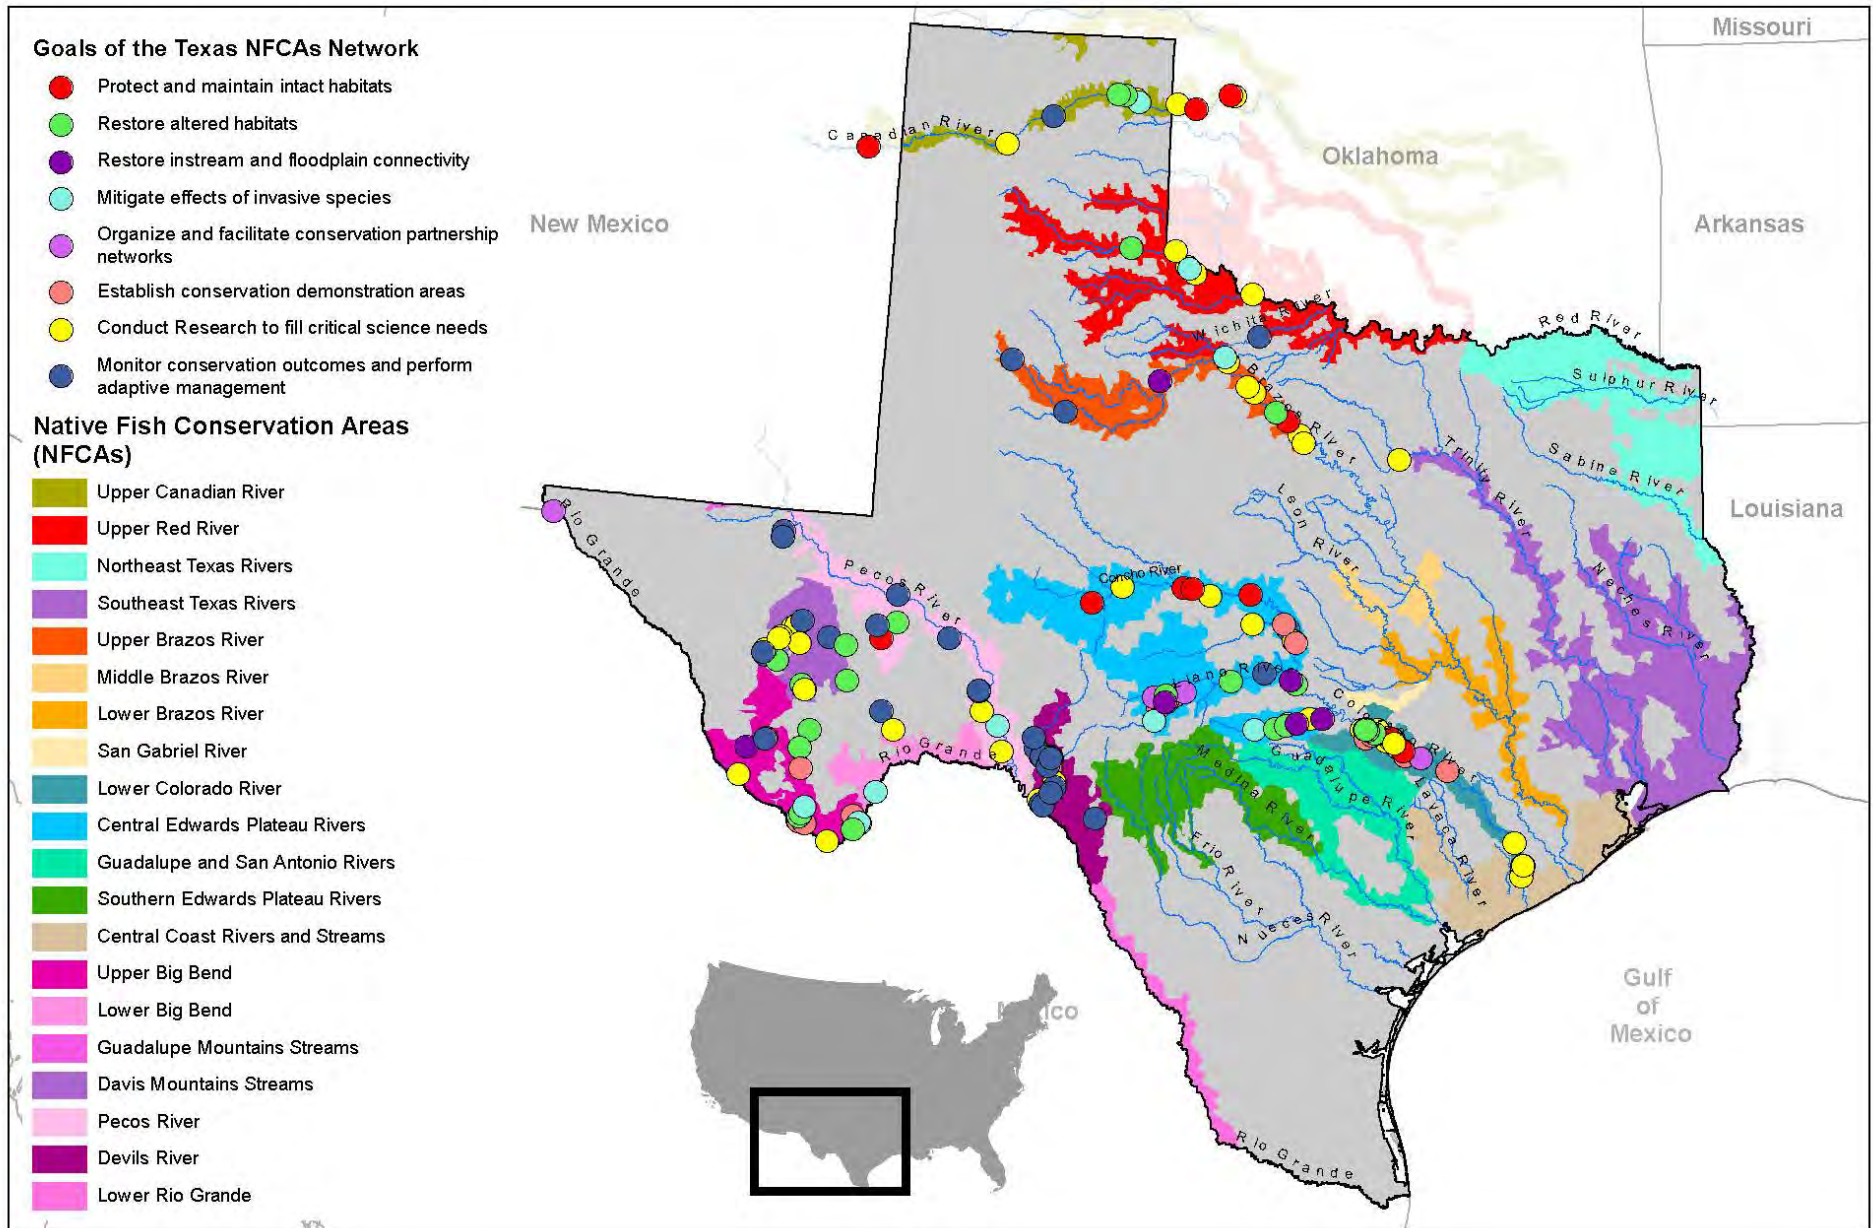 Goals of the Texas NFCAs Network
Protect and maintain intact habitats
Restore altered habitats
Restore instream and floodplain connectivity
Mitigate effects of invasive species
Organize and facilitate conservation partnership
networks
Establish conservation demonstration areas
Conduct Research to fill critical science needs
Monitor conservation outcomes and perform
adaptive management
Native Fish Conservation Areas
(NFCAs)
Upper Canadian River
Upper Red River
Northeast Texas Rivers
Southeast Texas Rivers
Upper Brazos River
Middle Brazos River
Lower Brazos River
San Gabriel River
Lower Colorado River
Central Edwards Plateau Rivers
Guadalupe and San Antonio Rivers
Southern Edwards Plateau Rivers
Central Coast Rivers and Streams
Upper Big Bend
Lower Big Bend
Guadalupe Mountains Streams
Davis Mountains Streams
Pecos River
Devils River
Lower Rio Grande
Missouri
Oklahoma
New Mexico
Arkansas
Louisiana
Gulf
of
Mexico
Canadian River
Wichita River
Red River
Sulphur River
Brazos River
Trinity River
Sabine River
Leon River
Neches River
Rio Grande
Pecos River
Concho River
Llano River
Colorado River
Rio Grande
Guadalupe River
Medina River
Lavaca River
Frio River
Nueces River
Rio Grande